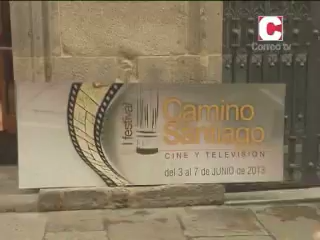 C
Correo TV
I festival
Camino
Santiago
CINE Y TELEVISIÓN
del 3 al 7 de JUNIO de 2013